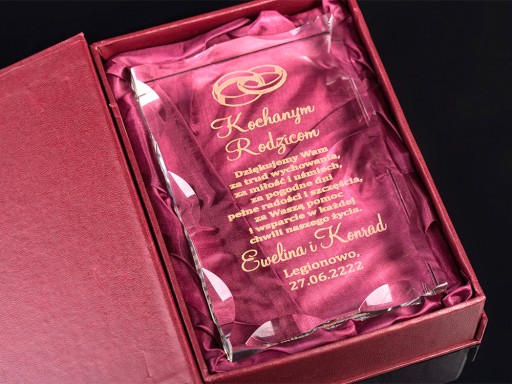 Kochanym
Rodzicom
Dziękujemy Wam
za trud wychowania,
za miłość i uśmiech,
za pogodne dni
pełne radości i szczęścia,
za Waszą pomoc
i wsparcie w każdej
chwili naszego życia.
Ewelina i Konrad
Legionowo,
27.06.2222